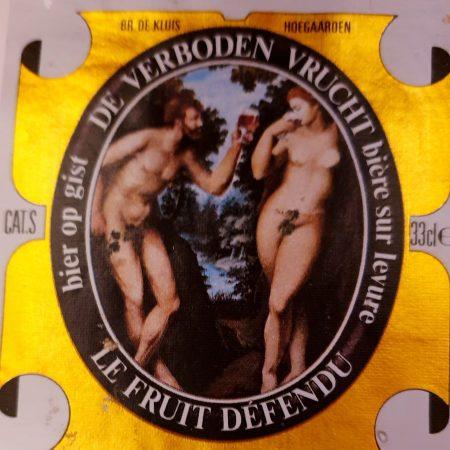 BR. DE KLUIS HOEGAARDEN
DE VERBODEN VRUCHT
bier op gist
bière sur levure
CAT.S
33cl e
LE FRUIT DÉFENDU